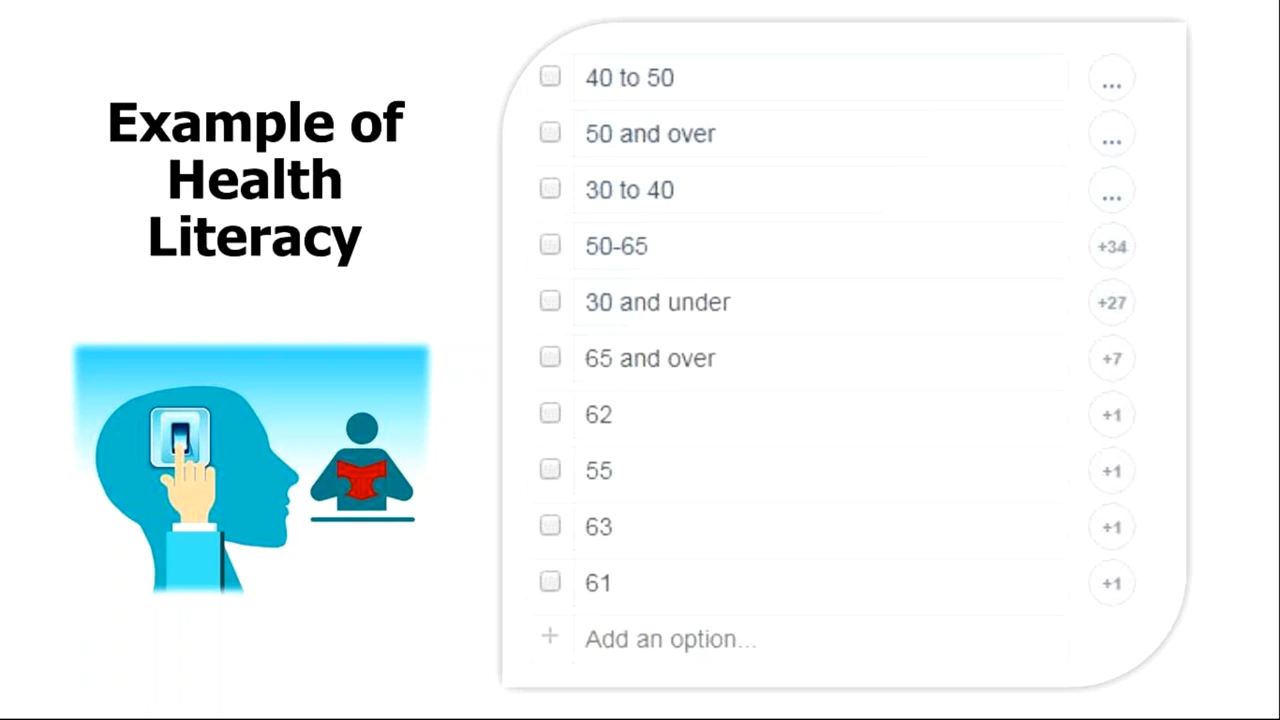 Example of
Health
Literacy
40 to 50 ...
50 and over ...
30 to 40 ...
50-65 +34
30 and under +27
65 and over +7
62 +1
55 +1
63 +1
61 +1
+ Add an option...